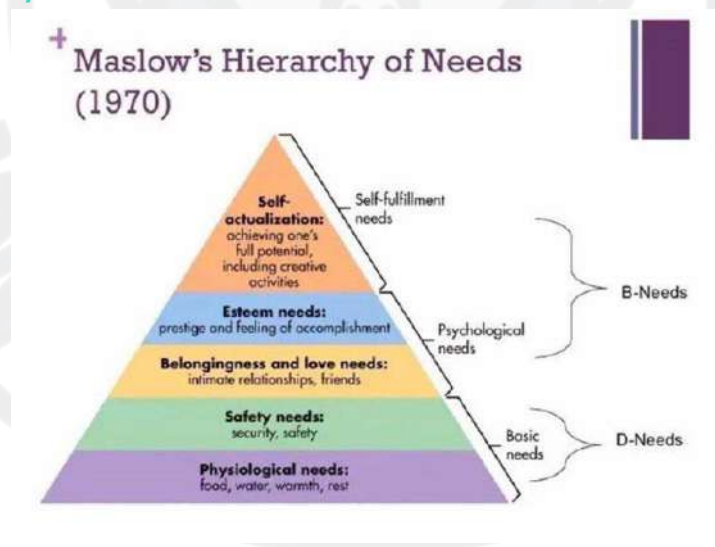 +
Maslow's Hierarchy of Needs
(1970)
Self-
actualization:
achieving one's
full potential,
including creative
activities
Self-fulfillment
needs
Esteem needs:
prestige and feeling of accomplishment
Psychological
needs
B-Needs
Belongingness and love needs:
intimate relationships, friends
Safety needs:
security, safety
Basic
needs
D-Needs
Physiological needs:
food, water, warmth, rest